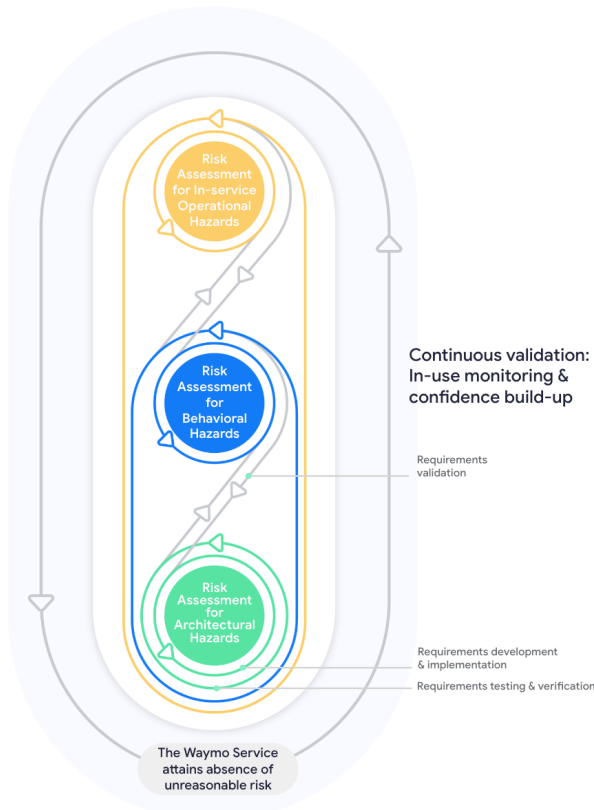 Risk
Assessment
for In-service
Operational
Hazards
Risk
Assessment
for
Behavioral
Hazards
Continuous validation:
In-use monitoring &
confidence build-up
Requirements
validation
Risk
Assessment
for
Architectural
Hazards
Requirements development
& implementation
Requirements testing & verification
The Waymo Service
attains absence of
unreasonable risk